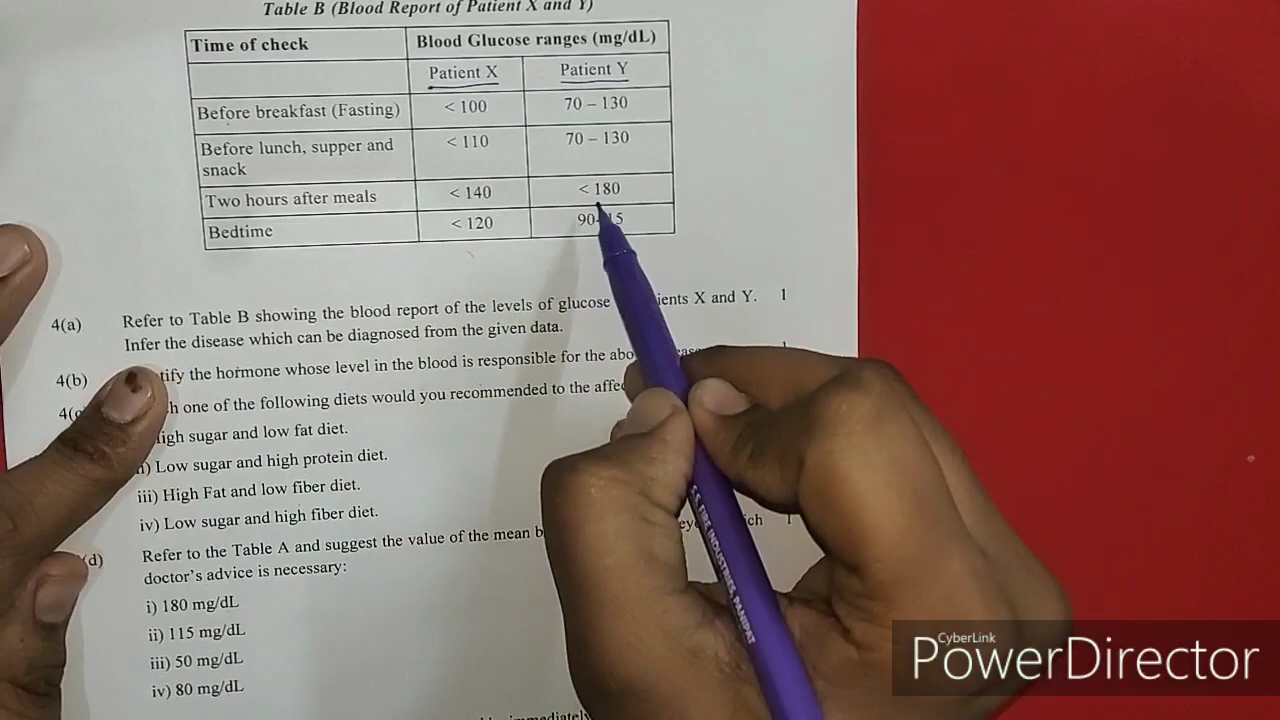 Table B (Blood Report of Patient X and Y)
Time of check Blood Glucose ranges (mg/dL)
Patient X Patient Y
Before breakfast (Fasting) < 100 70 – 130
Before lunch, supper and snack < 110 70 – 130
Two hours after meals < 140 < 180
Bedtime < 120 90- 15
4(a) Refer to Table B showing the blood report of the levels of glucose ients X and Y. 1
Infer the disease which can be diagnosed from the given data.
4(b) tify the hormone whose level in the blood is responsible for the abo
h one of the following diets would you recommended to the affe
igh sugar and low fat diet.
) Low sugar and high protein diet.
iii) High Fat and low fiber diet.
iv) Low sugar and high fiber diet.
(d) Refer to the Table A and suggest the value of the mean b ich 1
doctor's advice is necessary:
i) 180 mg/dL
ii) 115 mg/dL
iii) 50 mg/dL
iv) 80 mg/dL
S.S. FIRE INDUSTRIES, PANIPAT
CyberLink
PowerDirector